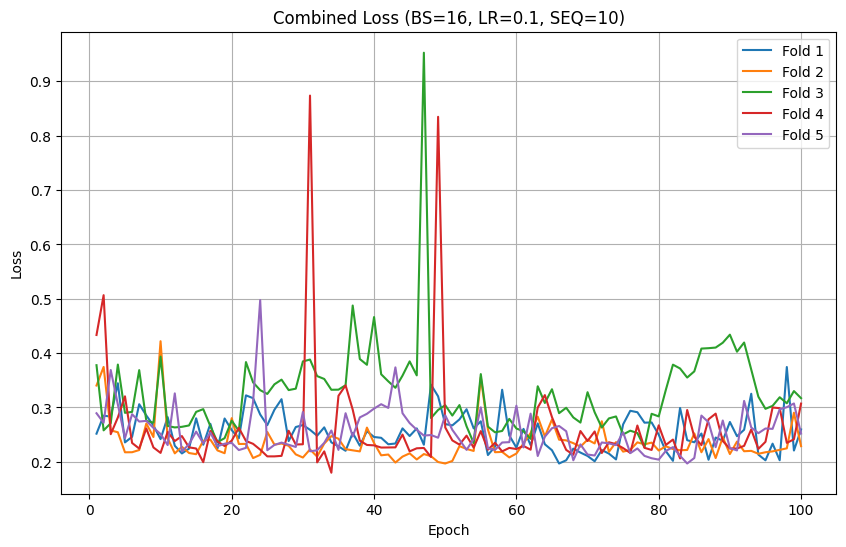 Combined Loss (BS=16, LR=0.1, SEQ=10)
Fold 1
Fold 2
Fold 3
Fold 4
Fold 5
Loss
0.9
0.8
0.7
0.6
0.5
0.4
0.3
0.2
0 20 40 60 80 100
Epoch